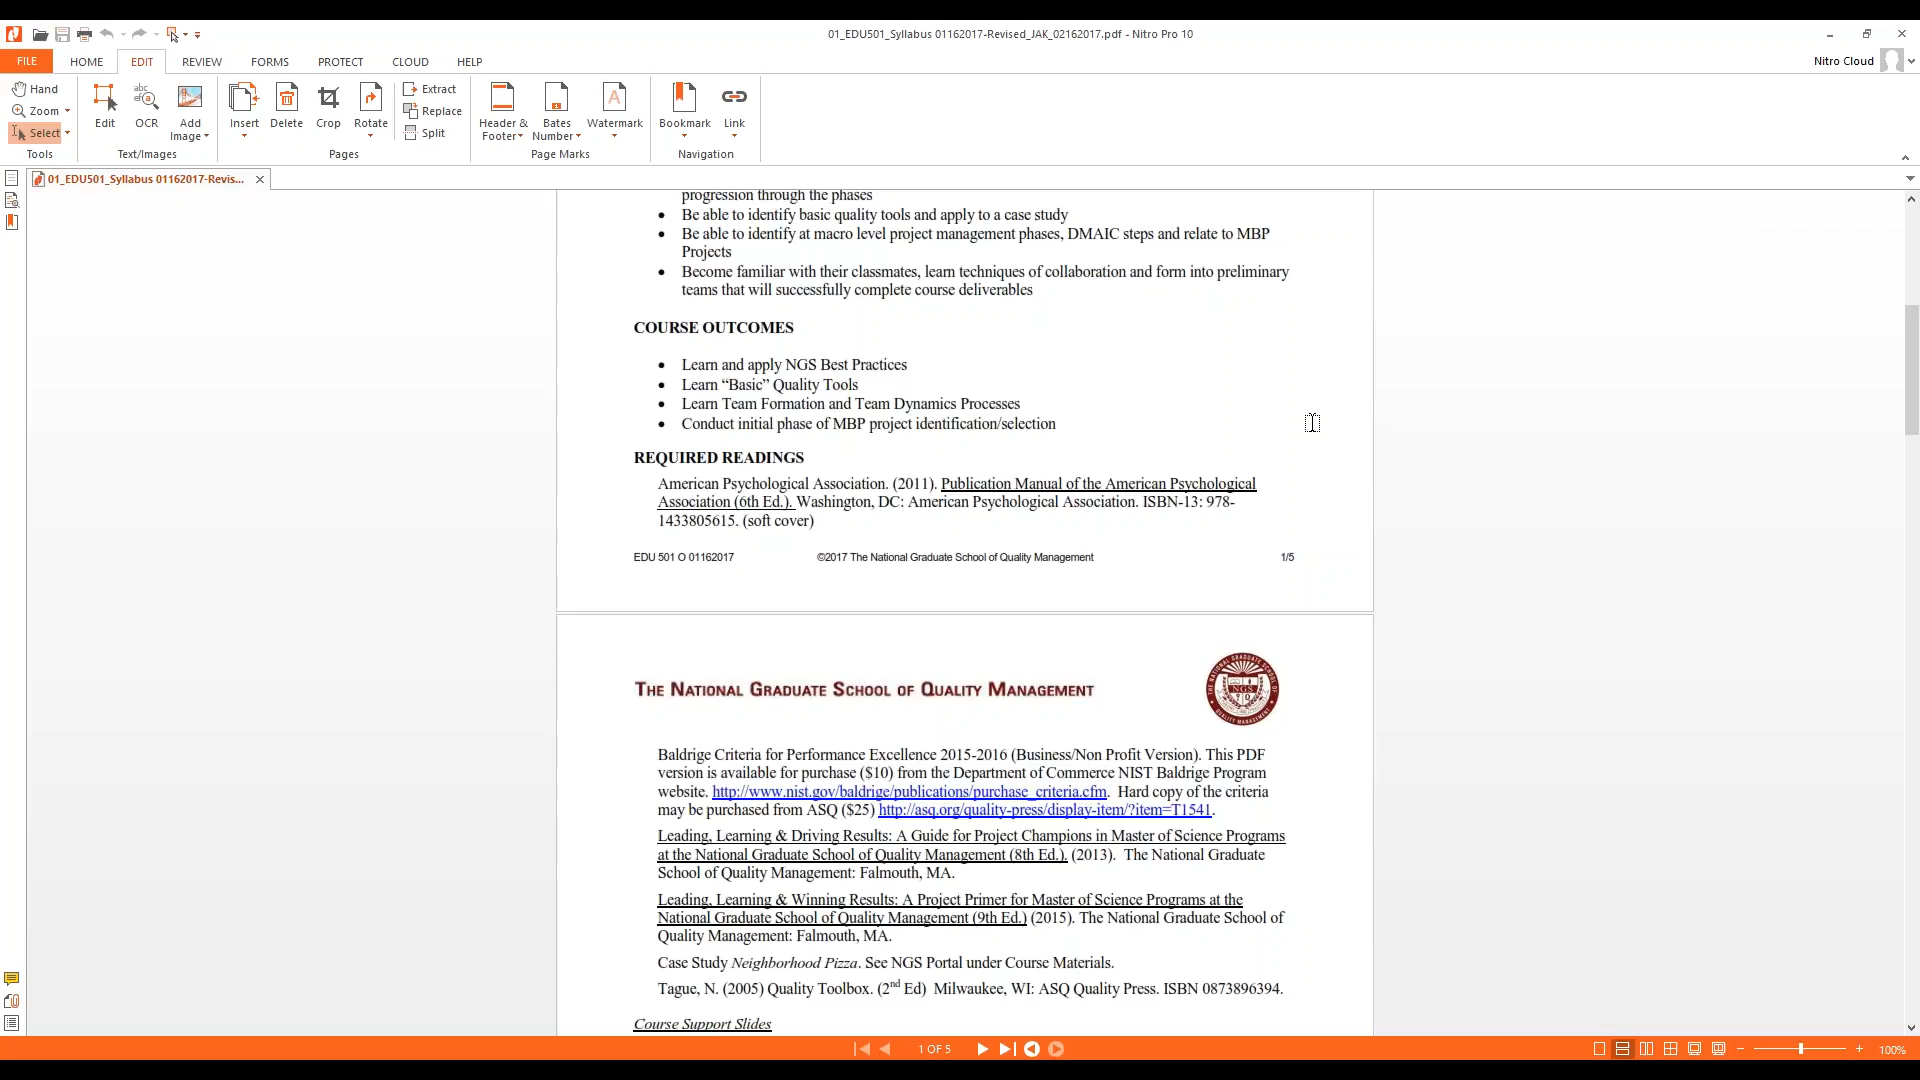 01_EDU501_Syllabus 01162017-Revised_JAK_02162017.pdf - Nitro Pro 10
FILE HOME EDIT REVIEW FORMS PROTECT CLOUD HELP
Nitro Cloud
Hand
Zoom
Select
Tools
Edit
OCR
Add Image
Text/Images
Insert
Delete
Crop
Rotate
Extract
Replace
Split
Pages
Header & Footer
Bates Number
Watermark
Page Marks
Bookmark
Link
Navigation
01_EDU501_Syllabus 01162017-Revis...
progression through the phases
• Be able to identify basic quality tools and apply to a case study
• Be able to identify at macro level project management phases, DMAIC steps and relate to MBP
Projects
• Become familiar with their classmates, learn techniques of collaboration and form into preliminary
teams that will successfully complete course deliverables
COURSE OUTCOMES
• Learn and apply NGS Best Practices
• Learn “Basic” Quality Tools
• Learn Team Formation and Team Dynamics Processes
• Conduct initial phase of MBP project identification/selection
REQUIRED READINGS
American Psychological Association. (2011). Publication Manual of the American Psychological
Association (6th Ed.). Washington, DC: American Psychological Association. ISBN-13: 978-
1433805615. (soft cover)
EDU 501 O 01162017 ©2017 The National Graduate School of Quality Management 1/5
THE NATIONAL GRADUATE SCHOOL OF QUALITY MANAGEMENT
NGS
Baldrige Criteria for Performance Excellence 2015-2016 (Business/Non Profit Version). This PDF
version is available for purchase ($10) from the Department of Commerce NIST Baldrige Program
website. http://www.nist.gov/baldrige/publications/purchase_criteria.cfm. Hard copy of the criteria
may be purchased from ASQ ($25) http://asq.org/quality-press/display-item/?item=T1541.
Leading, Learning & Driving Results: A Guide for Project Champions in Master of Science Programs
at the National Graduate School of Quality Management (8th Ed.). (2013). The National Graduate
School of Quality Management: Falmouth, MA.
Leading, Learning & Winning Results: A Project Primer for Master of Science Programs at the
National Graduate School of Quality Management (9th Ed.) (2015). The National Graduate School of
Quality Management: Falmouth, MA.
Case Study Neighborhood Pizza. See NGS Portal under Course Materials.
Tague, N. (2005) Quality Toolbox. (2nd Ed) Milwaukee, WI: ASQ Quality Press. ISBN 0873896394.
Course Support Slides
1 OF 5
100%